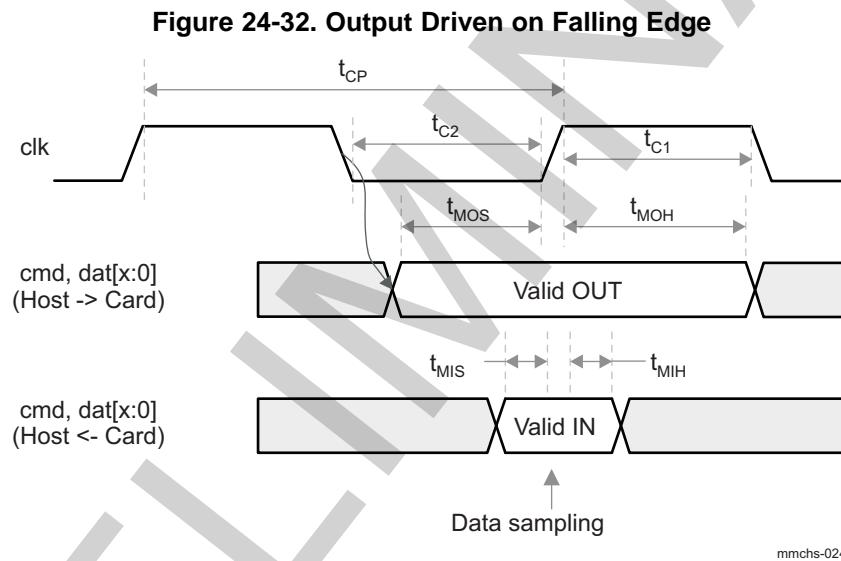 Figure 24-32. Output Driven on Falling Edge
tCP
clk
tC2
tC1
tMOS
tMOH
cmd, dat[x:0]
(Host -> Card)
Valid OUT
tMIS
tMIH
cmd, dat[x:0]
(Host <- Card)
Valid IN
Data sampling
mmchs-024